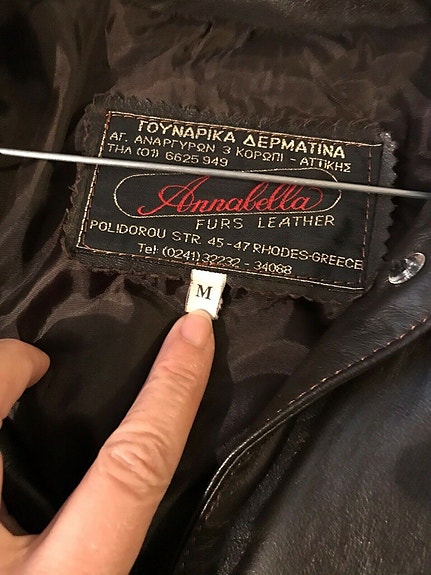 ΓΟΥΝΑΡΙΚΑ ΔΕΡΜΑΤΙΝΑ
ΑΓ. ΑΝΑΡΓΥΡΩΝ 3 ΚΟΡΩΠΙ - ΑΤΤΙΚΗΣ
ΤΗΛ (01) 6625 949
Annabella
FURS LEATHER
POLIDOROU STR. 45-47 RHODES-GREECE
Tel: (0241) 32232 - 34088
M